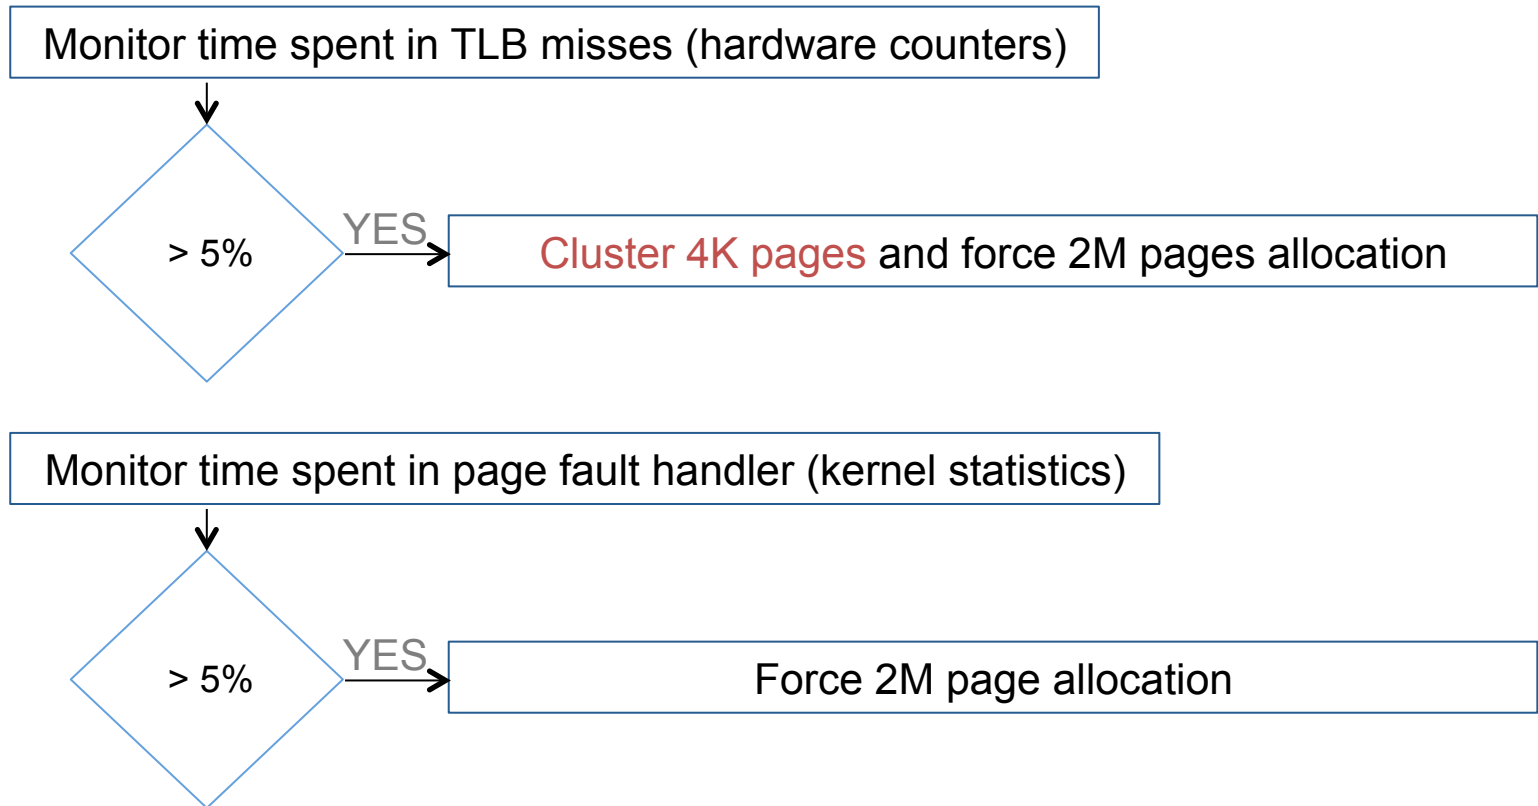 Monitor time spent in TLB misses (hardware counters)
> 5%
YES
Cluster 4K pages and force 2M pages allocation
Monitor time spent in page fault handler (kernel statistics)
> 5%
YES
Force 2M page allocation